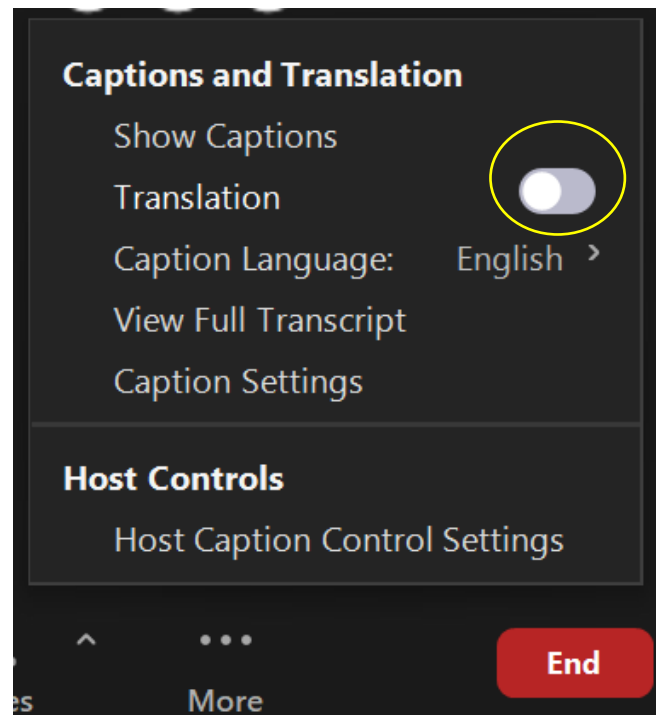 Captions and Translation
Show Captions
Translation
Caption Language: English >
View Full Transcript
Caption Settings
Host Controls
Host Caption Control Settings
End
es More